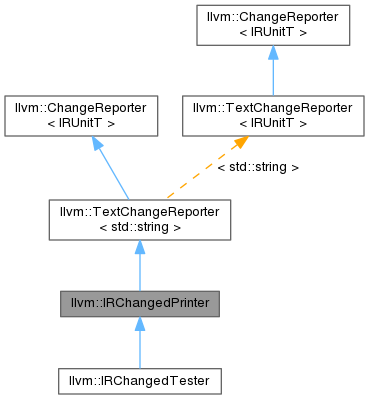 llvm::ChangeReporter
< IRUnitT >
llvm::ChangeReporter
< IRUnitT >
llvm::TextChangeReporter
< IRUnitT >
< std::string >
llvm::TextChangeReporter
< std::string >
llvm::IRChangedPrinter
llvm::IRChangedTester